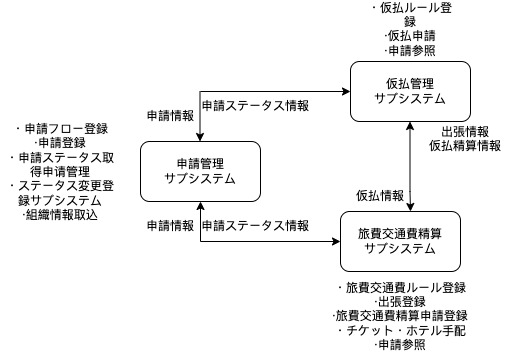 ・仮払ルール登
録
・仮払申請
・申請参照
仮払管理
サブシステム
申請情報
申請ステータス情報
・申請フロー登録
・申請登録
・申請ステータス取
得申請管理
・ステータス変更登
録サブシステム
・組織情報取込
申請管理
サブシステム
出張情報
仮払精算情報
仮払情報
申請情報
申請ステータス情報
旅費交通費精算
サブシステム
・旅費交通費ルール登録
・出張登録
・旅費交通費精算申請登録
・チケット・ホテル手配
・申請参照